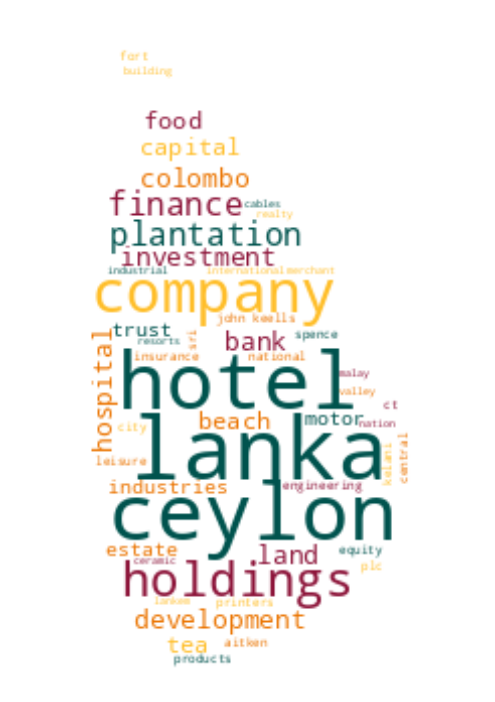 fort
building
food
capital
colombo
finance cables
realty
plantation
investment
industrial international merchant
company
john keells
trust
resorts
sri
bank spence
hospital
insurance national
hotel
malay
valley
ct
beach motor
nation
city
lanka
kelani
central
leisure
industries engineering
ceylon
estate land equity
ceramic plc
holdings
lankem printers
development
tea aitken
products